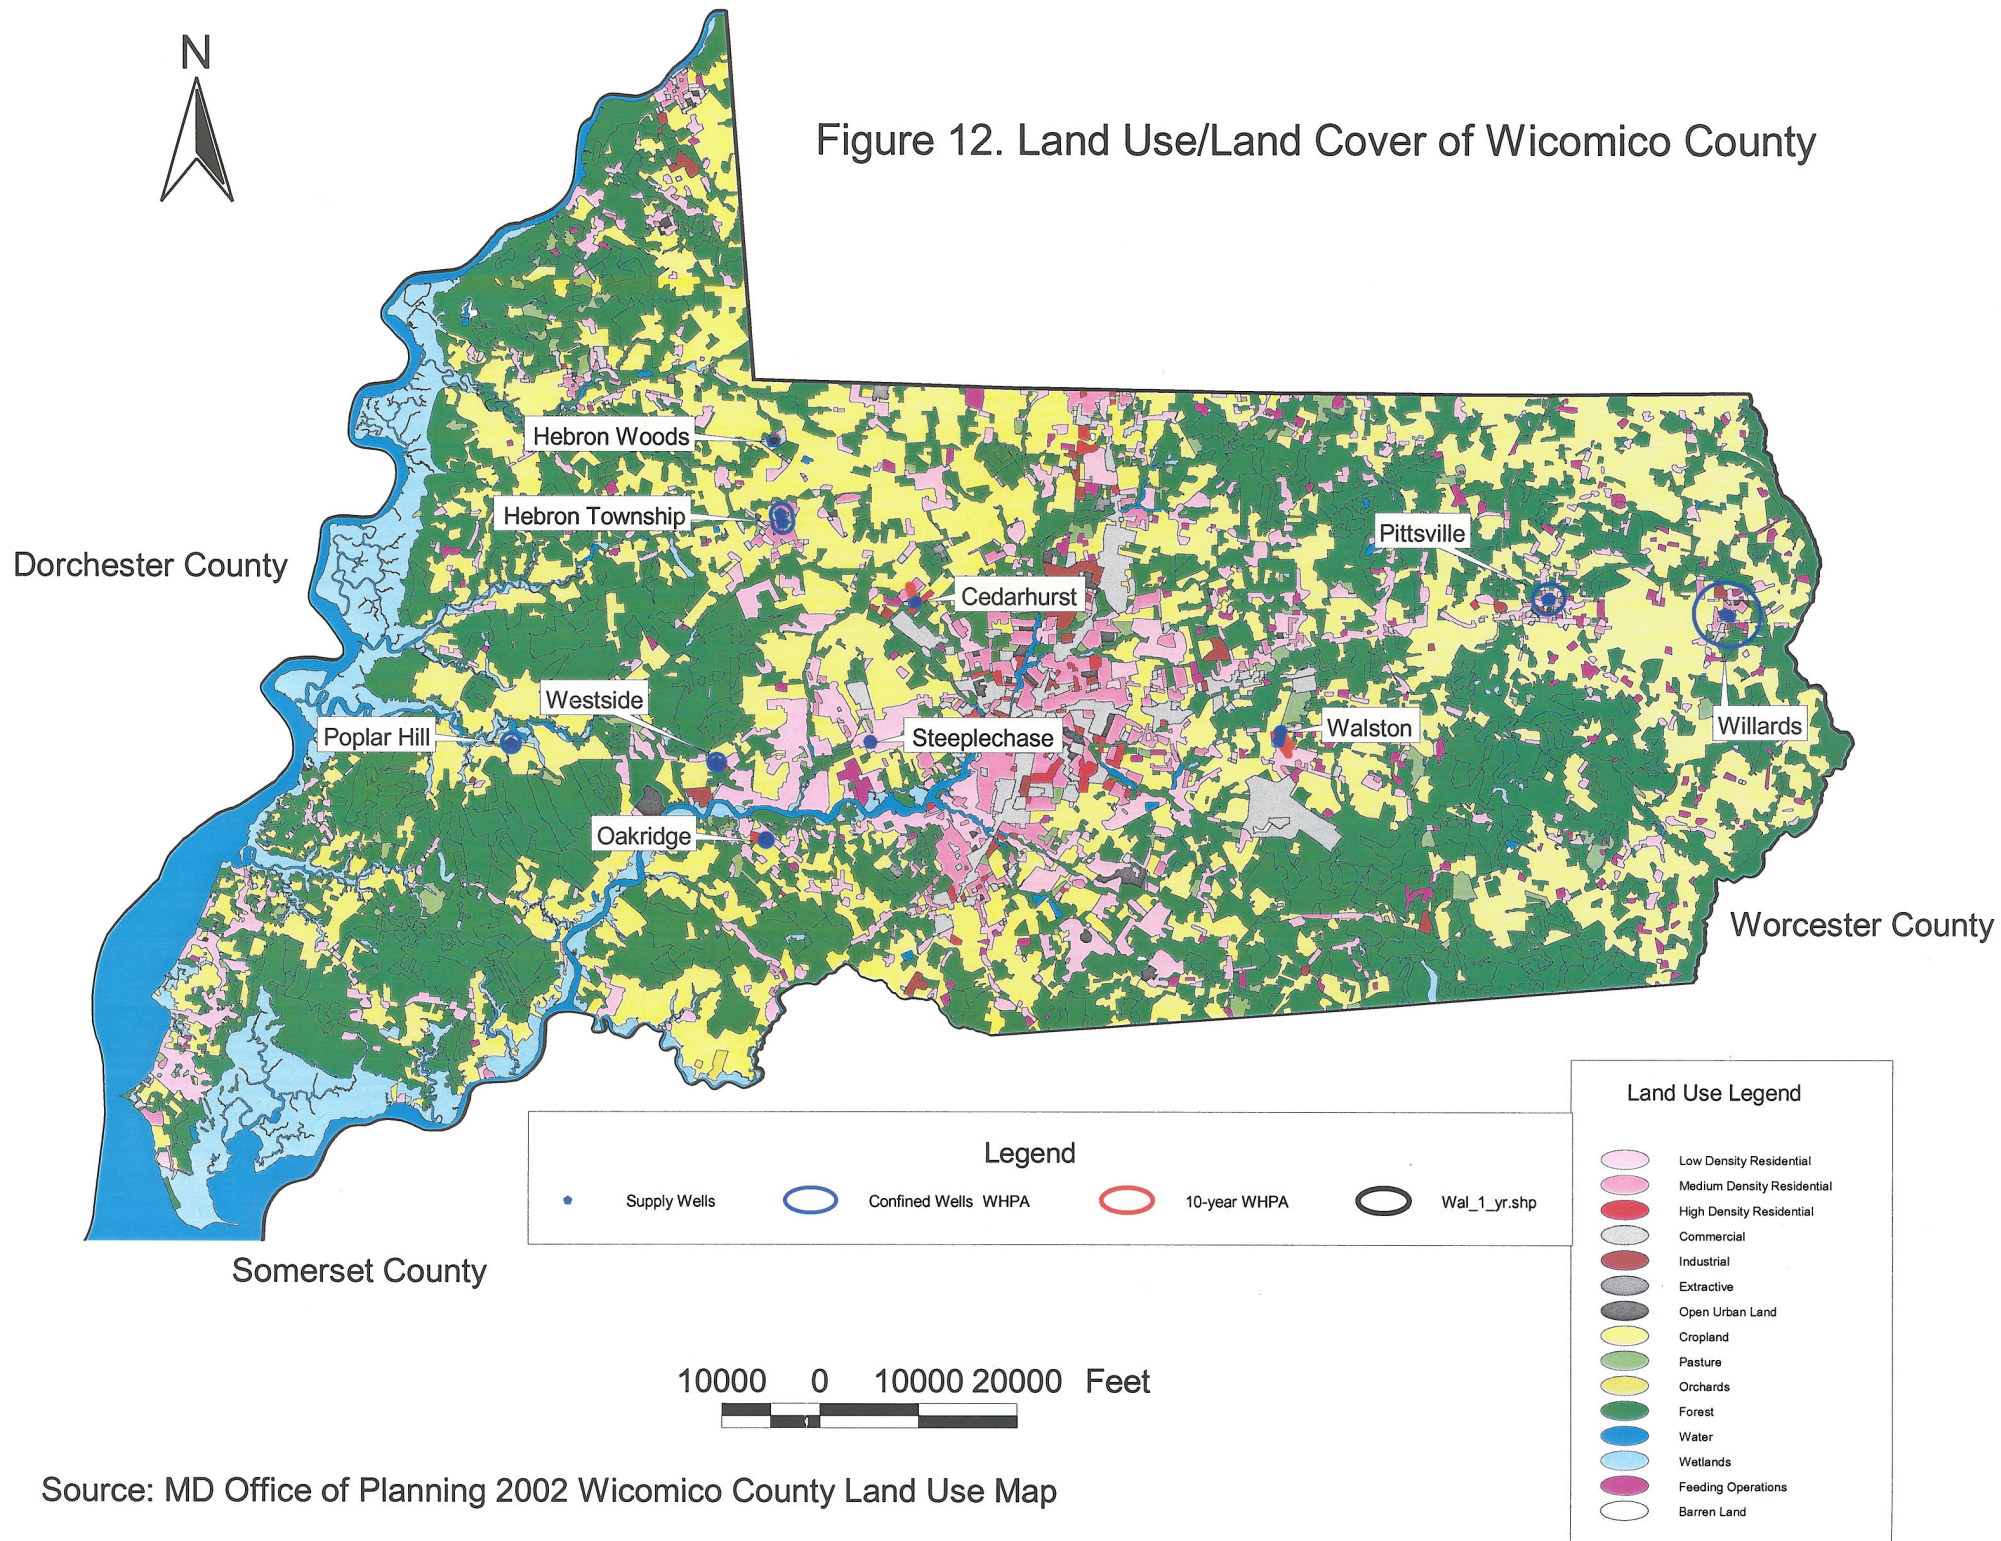 N
Figure 12. Land Use/Land Cover of Wicomico County
Hebron Woods
Hebron Township
Pittsville
Dorchester County
Cedarhurst
Westside
Poplar Hill
Steeplechase
Walston
Willards
Oakridge
Worcester County
Land Use Legend
Low Density Residential
Medium Density Residential
High Density Residential
Commercial
Industrial
Extractive
Open Urban Land
Cropland
Pasture
Orchards
Forest
Water
Wetlands
Feeding Operations
Barren Land
Legend
Supply Wells
Confined Wells WHPA
10-year WHPA
Wal_1_yr.shp
Somerset County
10000 0 10000 20000 Feet
Source: MD Office of Planning 2002 Wicomico County Land Use Map